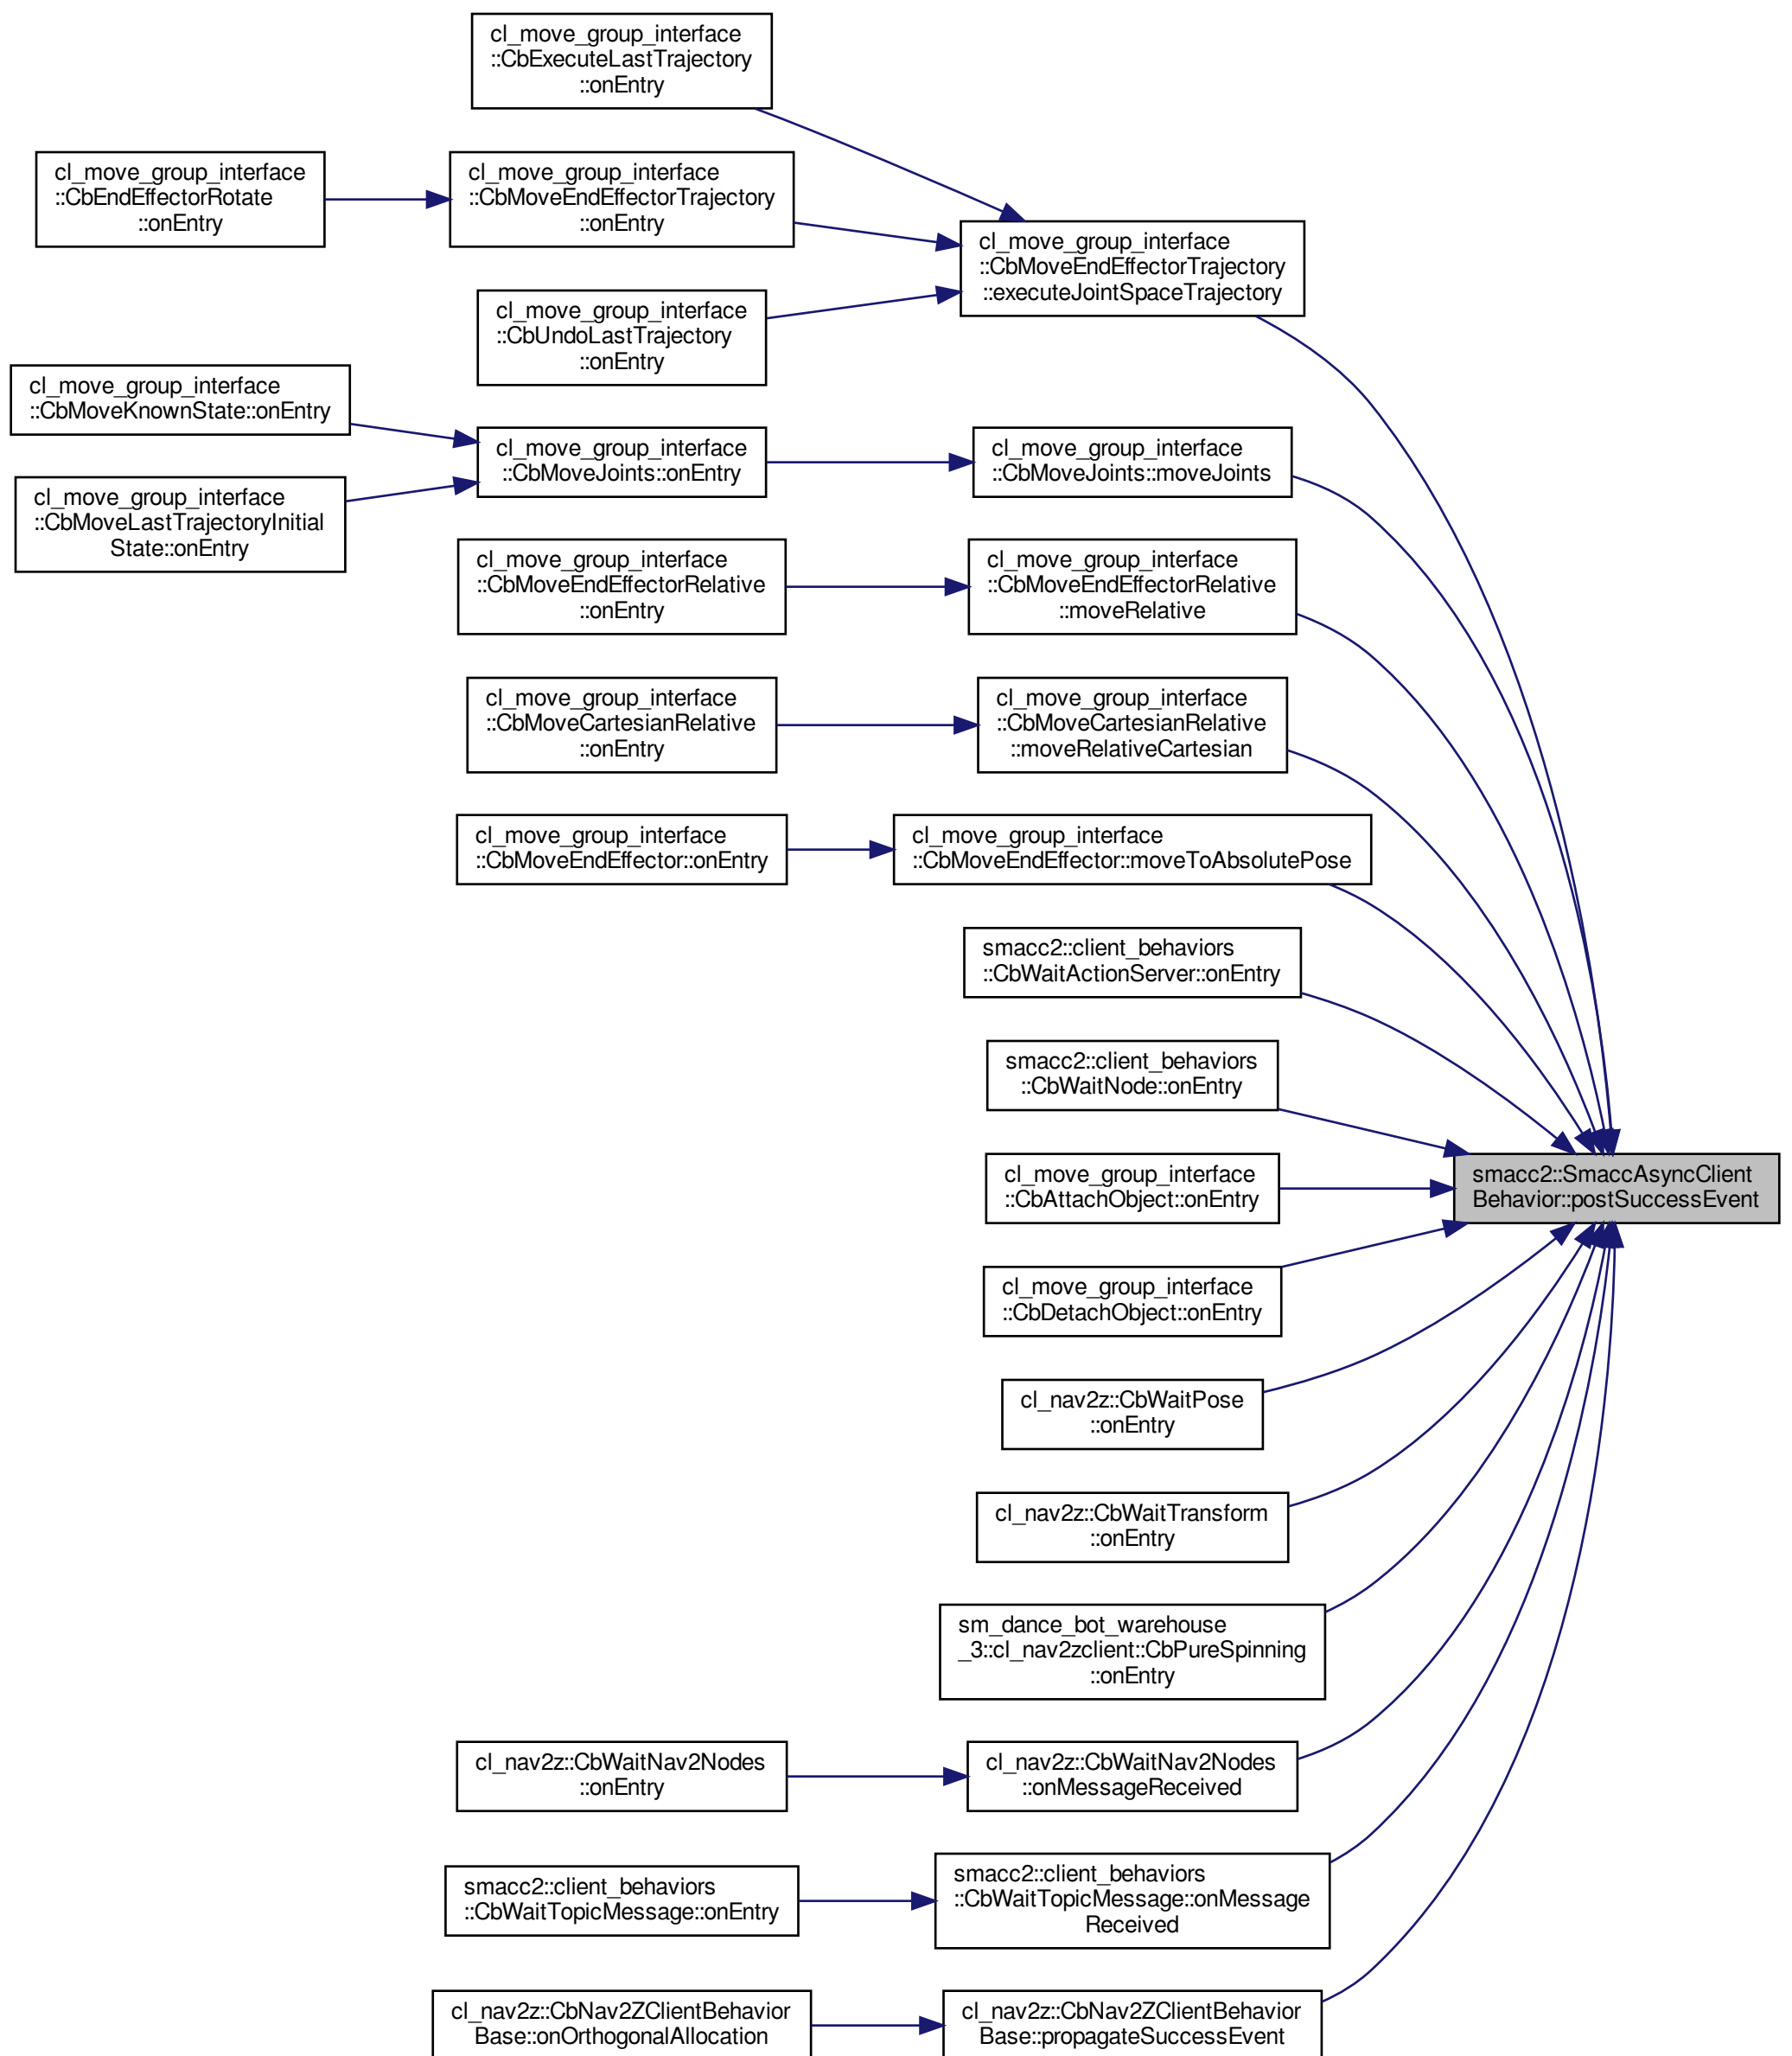 cl_move_group_interface
::CbExecuteLastTrajectory
::onEntry
cl_move_group_interface
::CbEndEffectorRotate
::onEntry
cl_move_group_interface
::CbMoveEndEffectorTrajectory
::onEntry
cl_move_group_interface
::CbMoveEndEffectorTrajectory
::executeJointSpaceTrajectory
cl_move_group_interface
::CbUndoLastTrajectory
::onEntry
cl_move_group_interface
::CbMoveKnownState::onEntry
cl_move_group_interface
::CbMoveJoints::onEntry
cl_move_group_interface
::CbMoveJoints::moveJoints
cl_move_group_interface
::CbMoveLastTrajectoryInitial
State::onEntry
cl_move_group_interface
::CbMoveEndEffectorRelative
::onEntry
cl_move_group_interface
::CbMoveEndEffectorRelative
::moveRelative
cl_move_group_interface
::CbMoveCartesianRelative
::onEntry
cl_move_group_interface
::CbMoveCartesianRelative
::moveRelativeCartesian
cl_move_group_interface
::CbMoveEndEffector::onEntry
cl_move_group_interface
::CbMoveEndEffector::moveToAbsolutePose
smacc2::client_behaviors
::CbWaitActionServer::onEntry
smacc2::client_behaviors
::CbWaitNode::onEntry
cl_move_group_interface
::CbAttachObject::onEntry
smacc2::SmaccAsyncClient
Behavior::postSuccessEvent
cl_move_group_interface
::CbDetachObject::onEntry
cl_nav2z::CbWaitPose
::onEntry
cl_nav2z::CbWaitTransform
::onEntry
sm_dance_bot_warehouse
_3::cl_nav2zclient::CbPureSpinning
::onEntry
cl_nav2z::CbWaitNav2Nodes
::onEntry
cl_nav2z::CbWaitNav2Nodes
::onMessageReceived
smacc2::client_behaviors
::CbWaitTopicMessage::onEntry
smacc2::client_behaviors
::CbWaitTopicMessage::onMessage
Received
cl_nav2z::CbNav2ZClientBehavior
Base::onOrthogonalAllocation
cl_nav2z::CbNav2ZClientBehavior
Base::propagateSuccessEvent